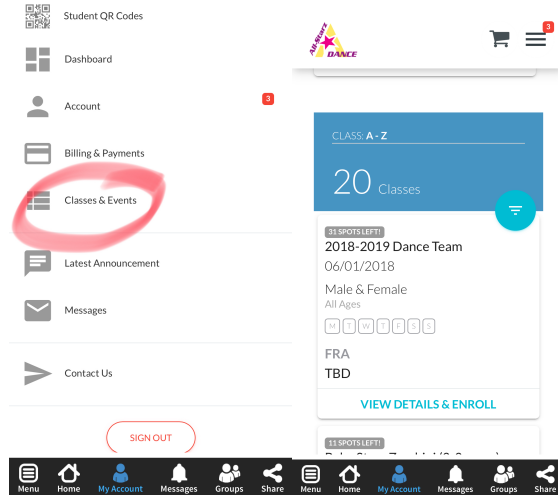 Student QR Codes
Dashboard
Account
3
Billing & Payments
Classes & Events
Latest Announcement
Messages
Contact Us
SIGN OUT
Menu
Home
My Account
Messages
Groups
Share
All-Starz
DANCE
3
CLASS: A - Z
20 Classes
31 SPOTS LEFT!
2018-2019 Dance Team
06/01/2018
Male & Female
All Ages
M T W T F S S
FRA
TBD
VIEW DETAILS & ENROLL
11 SPOTS LEFT!
Menu
Home
My Account
Messages
Groups
Share